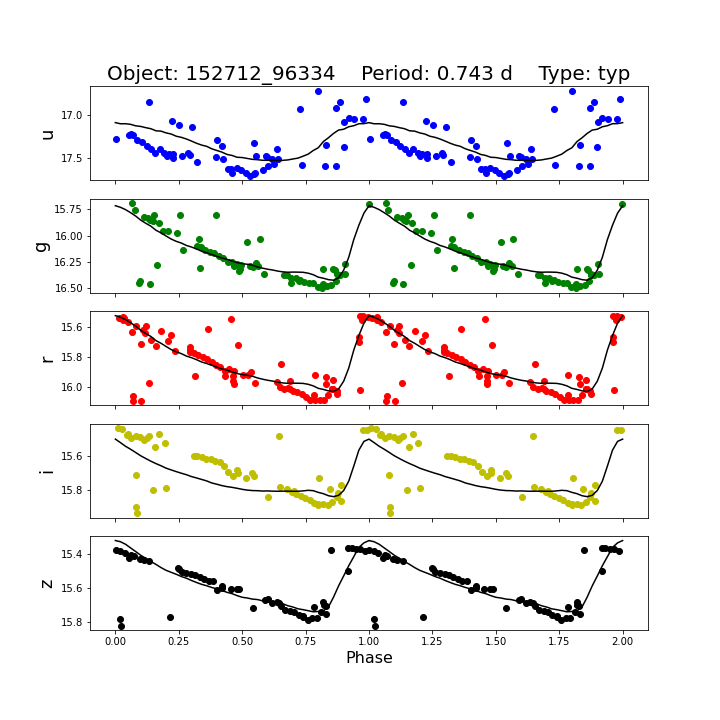 Object: 152712_96334    Period: 0.743 d    Type: typ
u
17.0
17.5
g
15.75
16.00
16.25
16.50
r
15.6
15.8
16.0
i
15.6
15.8
z
15.4
15.6
15.8
0.00 0.25 0.50 0.75 1.00 1.25 1.50 1.75 2.00
Phase